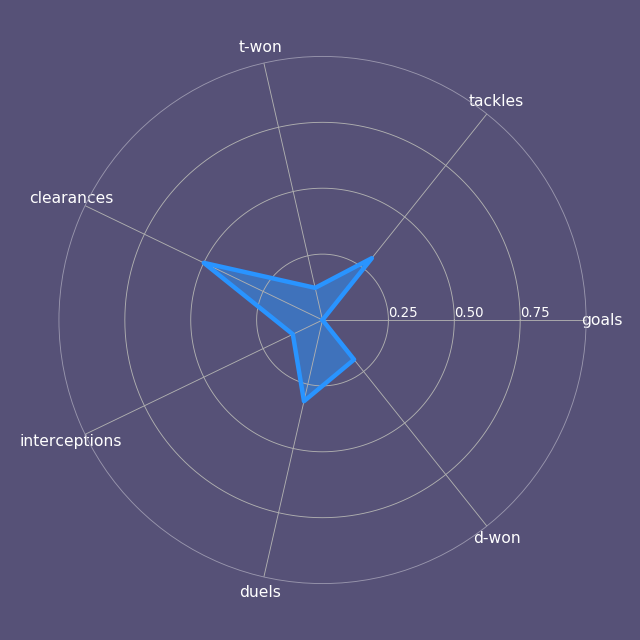 t-won
tackles
clearances
0.25
0.50
0.75
goals
interceptions
d-won
duels